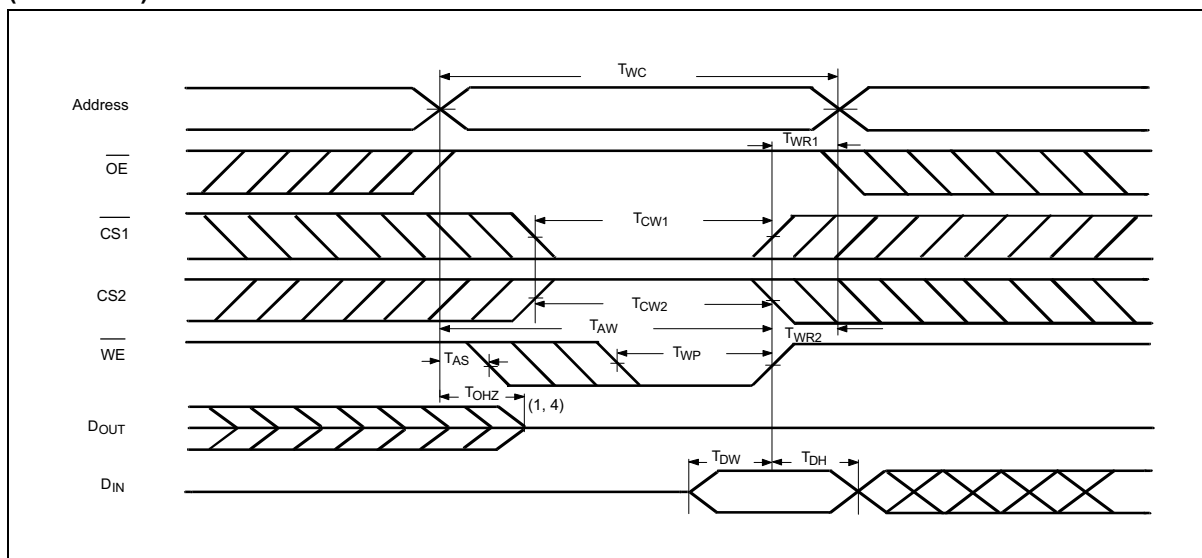 TWC
Address
TWR1
OE
TCW1
CS1
CS2
TCW2
TAW
TWR2
WE
TAS
TWP
TOHZ
(1, 4)
DOUT
TDW
TDH
DIN